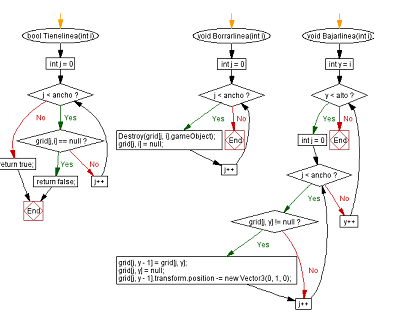 bool Tienelinea(int i)
int j = 0
j < ancho ?
No
Yes
grid[j, i] == null ?
return true;
Yes
No
return false;
j++
End
void Borrarlinea(int i)
int j = 0
j < ancho ?
Yes
No
Destroy(grid[j, i].gameObject);
grid[j, i] = null;
End
j++
void Bajarlinea(int i)
int y = i
y < alto ?
Yes
No
int j = 0
End
j < ancho ?
Yes
No
y++
grid[j, y] != null ?
Yes
No
grid[j, y - 1] = grid[j, y];
grid[j, y] = null;
grid[j, y - 1].transform.position -= new Vector3(0, 1, 0);
j++